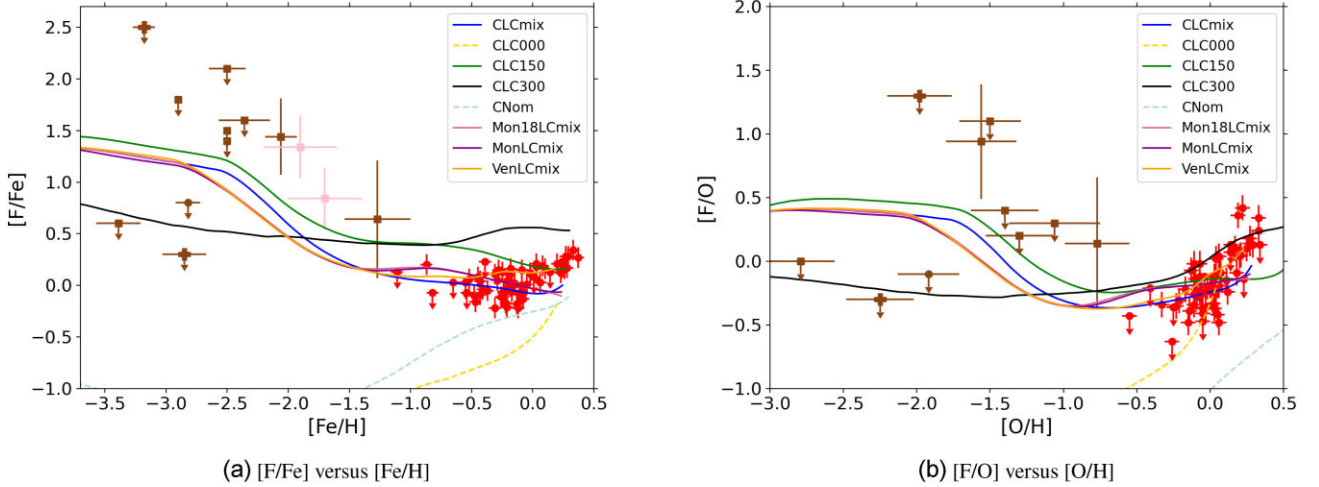 2.5
2.0
1.5
1.0
0.5
0.0
−0.5
−1.0
[F/Fe]
−3.5 −3.0 −2.5 −2.0 −1.5 −1.0 −0.5 0.0 0.5
[Fe/H]
CLCmix
CLC000
CLC150
CLC300
CNom
Mon18LCmix
MonLCmix
VenLCmix
(a) [F/Fe] versus [Fe/H]
2.0
1.5
1.0
0.5
0.0
−0.5
−1.0
[F/O]
−3.0 −2.5 −2.0 −1.5 −1.0 −0.5 0.0 0.5
[O/H]
CLCmix
CLC000
CLC150
CLC300
CNom
Mon18LCmix
MonLCmix
VenLCmix
(b) [F/O] versus [O/H]